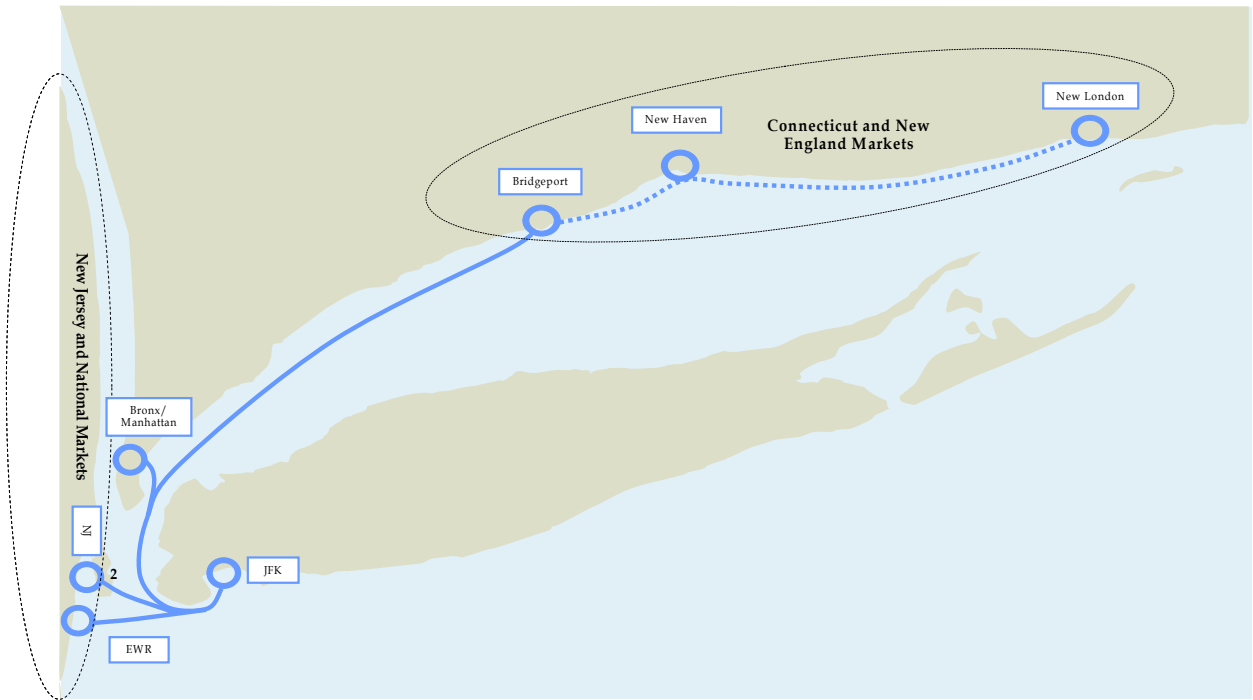 New London
New Haven
Connecticut and New
England Markets
Bridgeport
New Jersey and National Markets
Bronx/
Manhattan
NJ
2
JFK
EWR